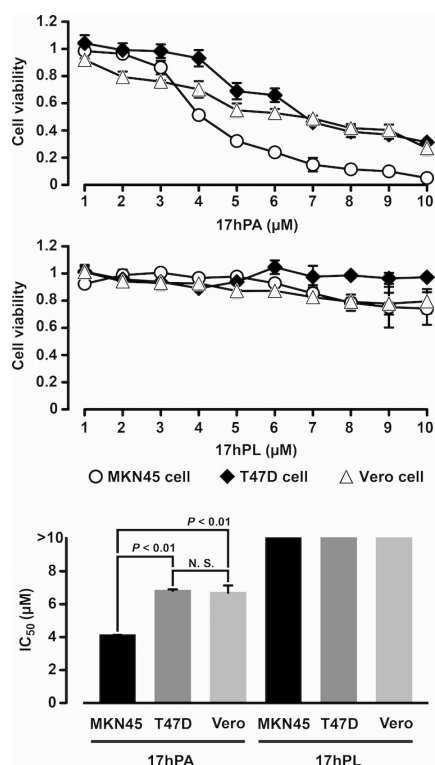 Cell viability
1.2
1
0.8
0.6
0.4
0.2
0
1 2 3 4 5 6 7 8 9 10
17hPA (μM)
Cell viability
1.2
1
0.8
0.6
0.4
0.2
0
1 2 3 4 5 6 7 8 9 10
17hPL (μM)
MKN45 cell T47D cell Vero cell
IC50 (μM)
>10
8
6
4
2
0
P < 0.01
P < 0.01
N. S.
MKN45 T47D Vero MKN45 T47D Vero
17hPA 17hPL